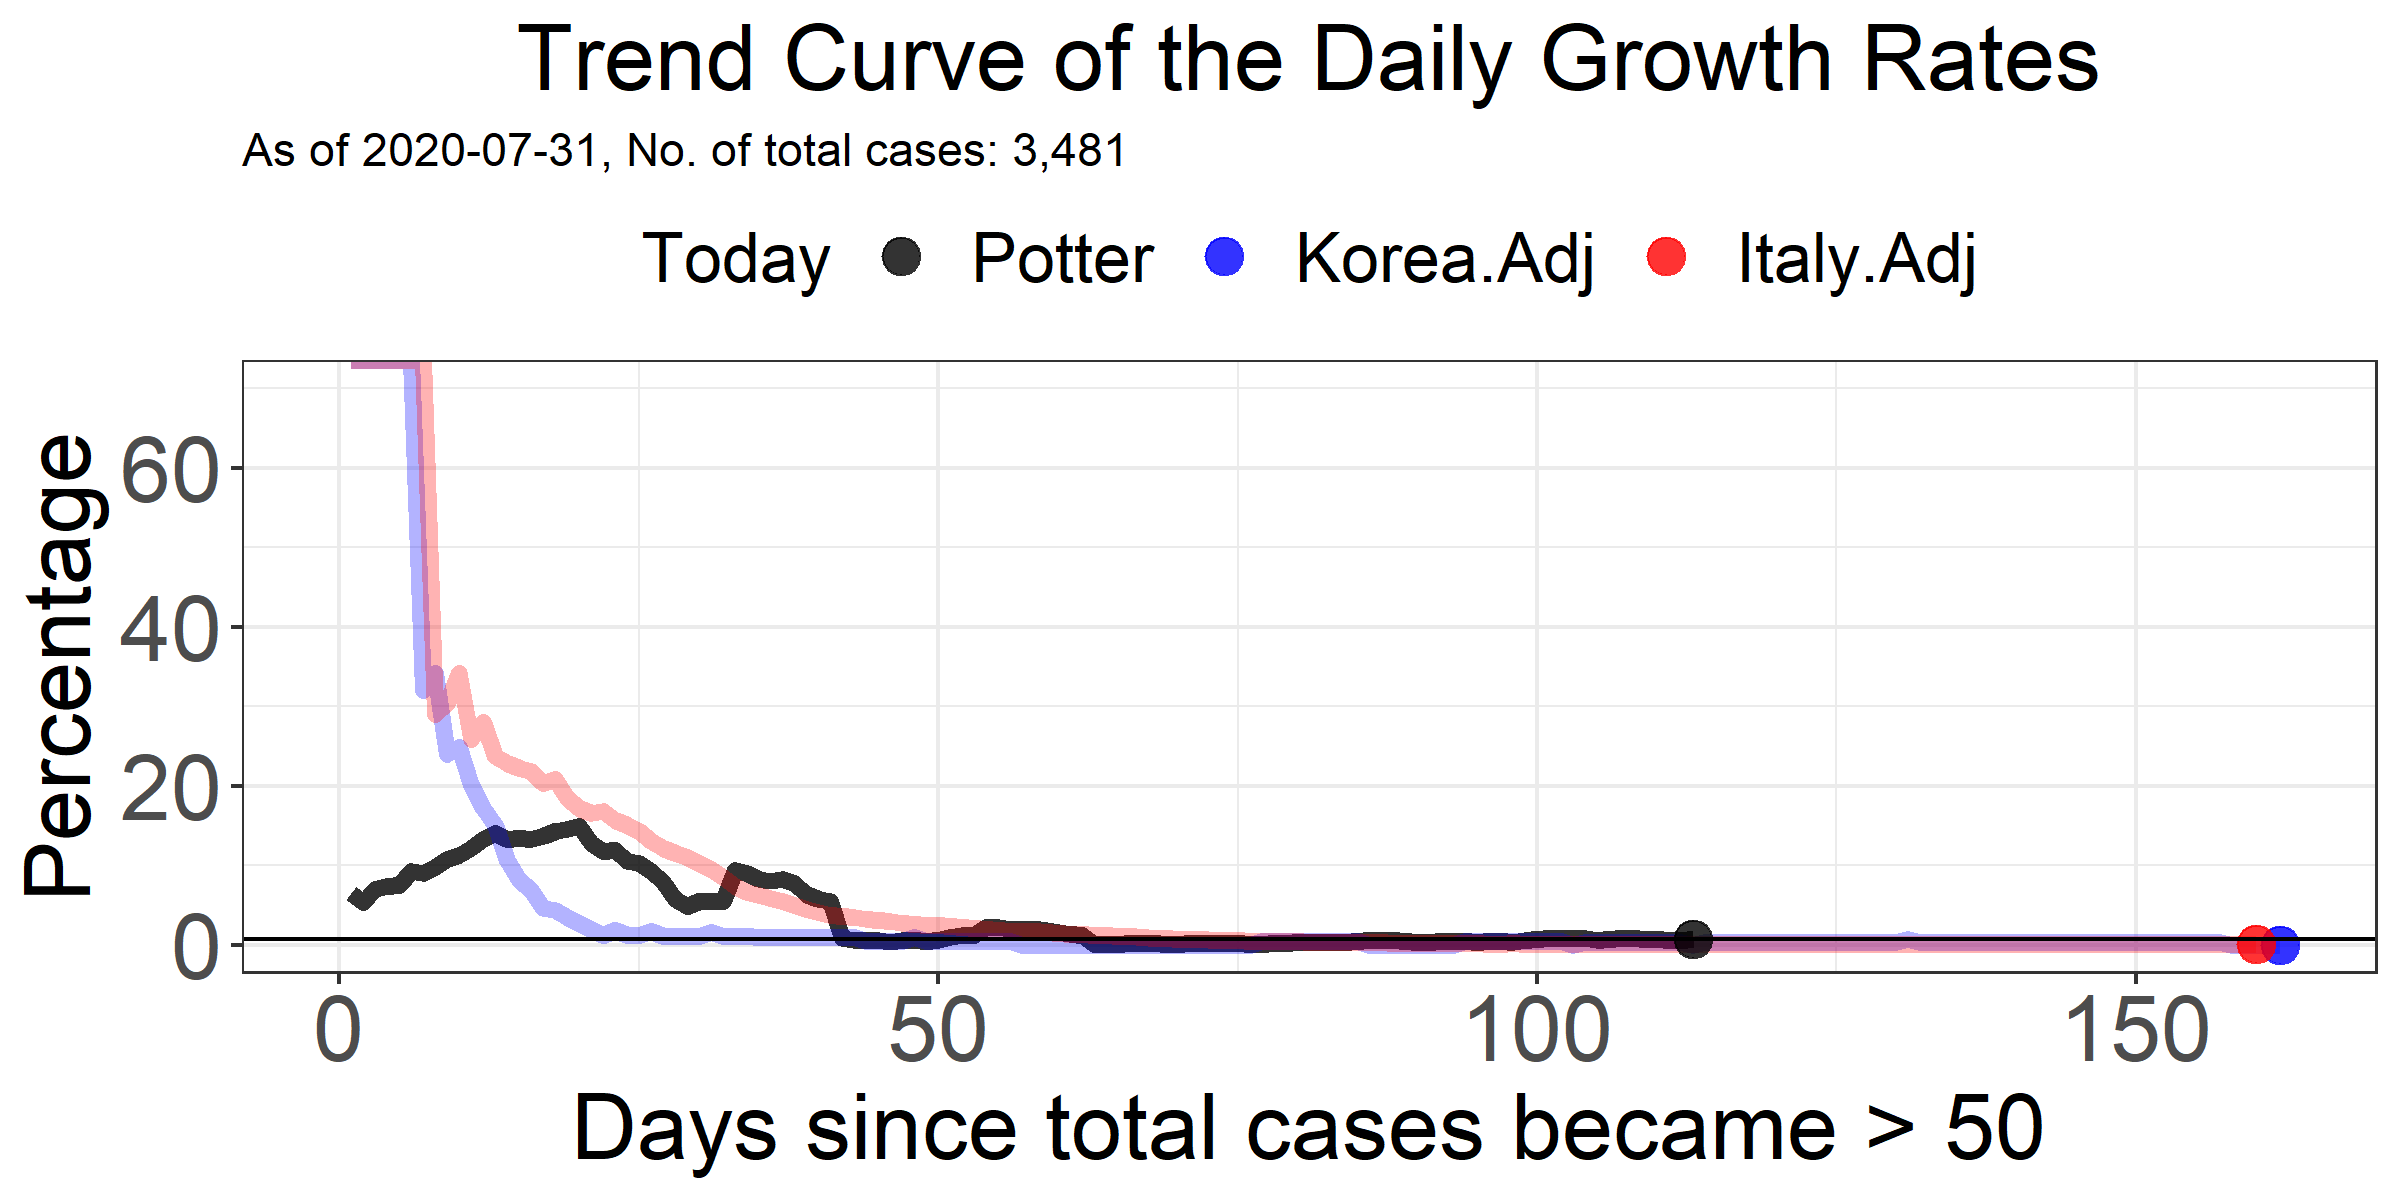 Trend Curve of the Daily Growth Rates
As of 2020-07-31, No. of total cases: 3,481
Today Potter Korea.Adj Italy.Adj
Percentage
60
40
20
0
0 50 100 150
Days since total cases became > 50